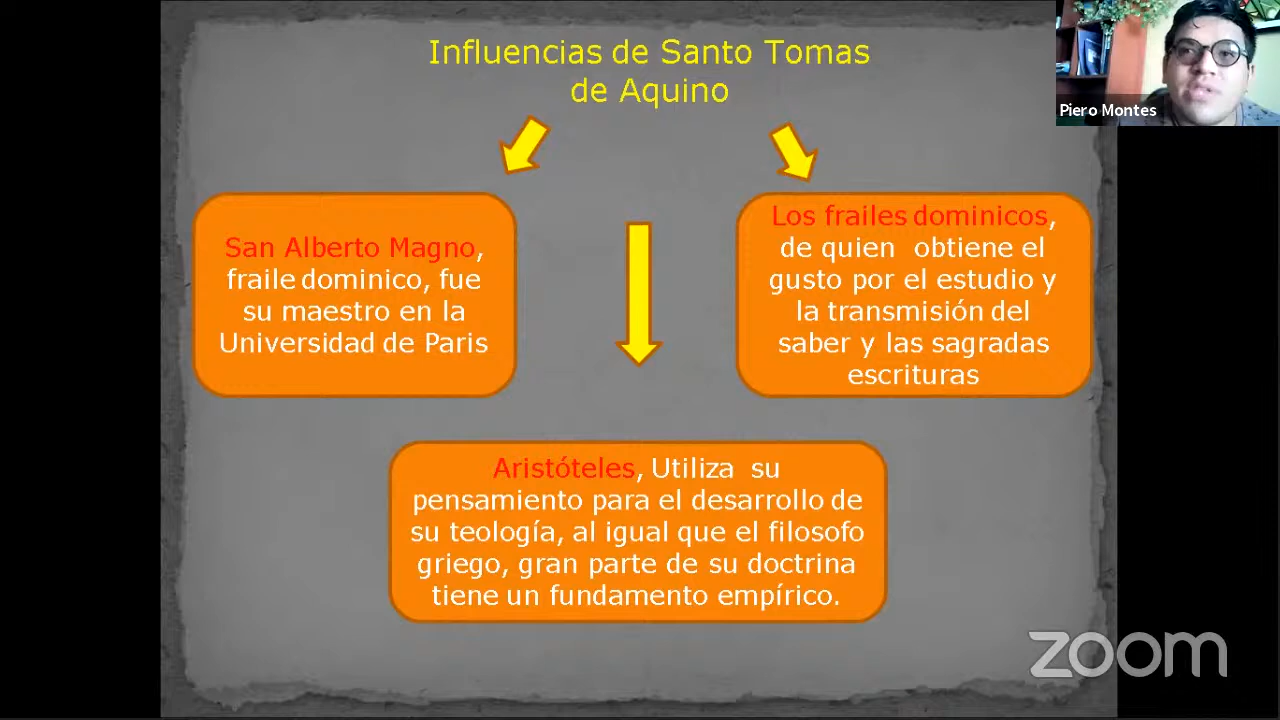 Influencias de Santo Tomas
de Aquino
Piero Montes
San Alberto Magno,
fraile dominico, fue
su maestro en la
Universidad de Paris
Los frailes dominicos,
de quien obtiene el
gusto por el estudio y
la transmisión del
saber y las sagradas
escrituras
Aristóteles, Utiliza su
pensamiento para el desarrollo de
su teología, al igual que el filosofo
griego, gran parte de su doctrina
tiene un fundamento empírico.
zoom